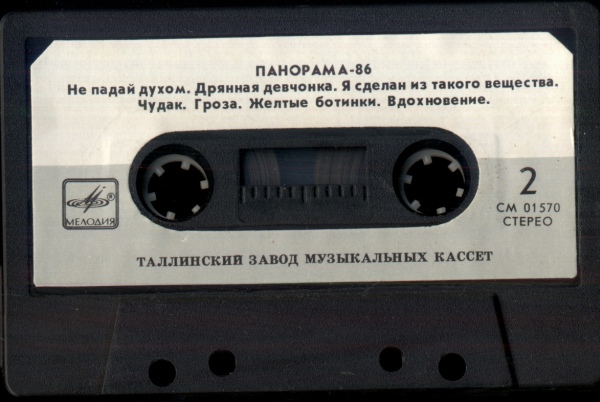 ПАНОРАМА-86
Не падай духом. Дрянная девчонка. Я сделан из такого вещества.
Чудак. Гроза. Желтые ботинки. Вдохновение.
2
СМ 01570
СТЕРЕО
®
МЕЛОДИЯ
ТАЛЛИНСКИЙ ЗАВОД МУЗЫКАЛЬНЫХ КАССЕТ